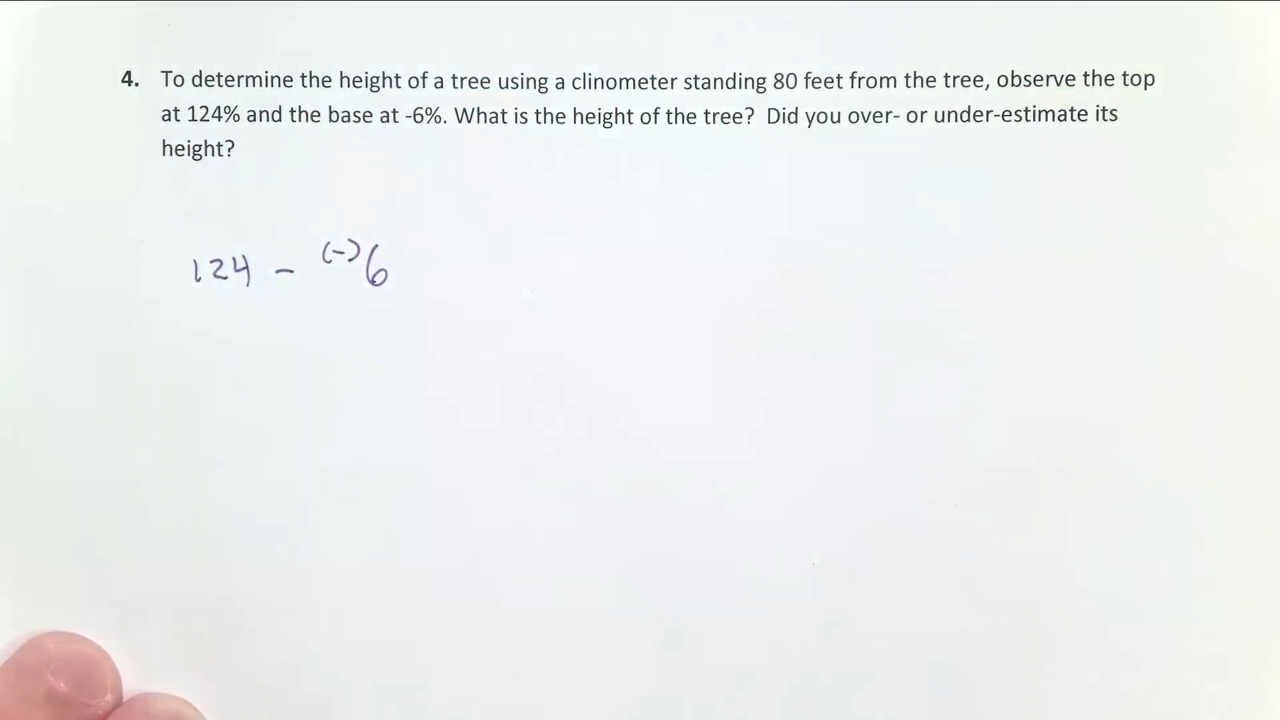 4. To determine the height of a tree using a clinometer standing 80 feet from the tree, observe the top
at 124% and the base at -6%. What is the height of the tree? Did you over- or under-estimate its
height?
124 - (-)6